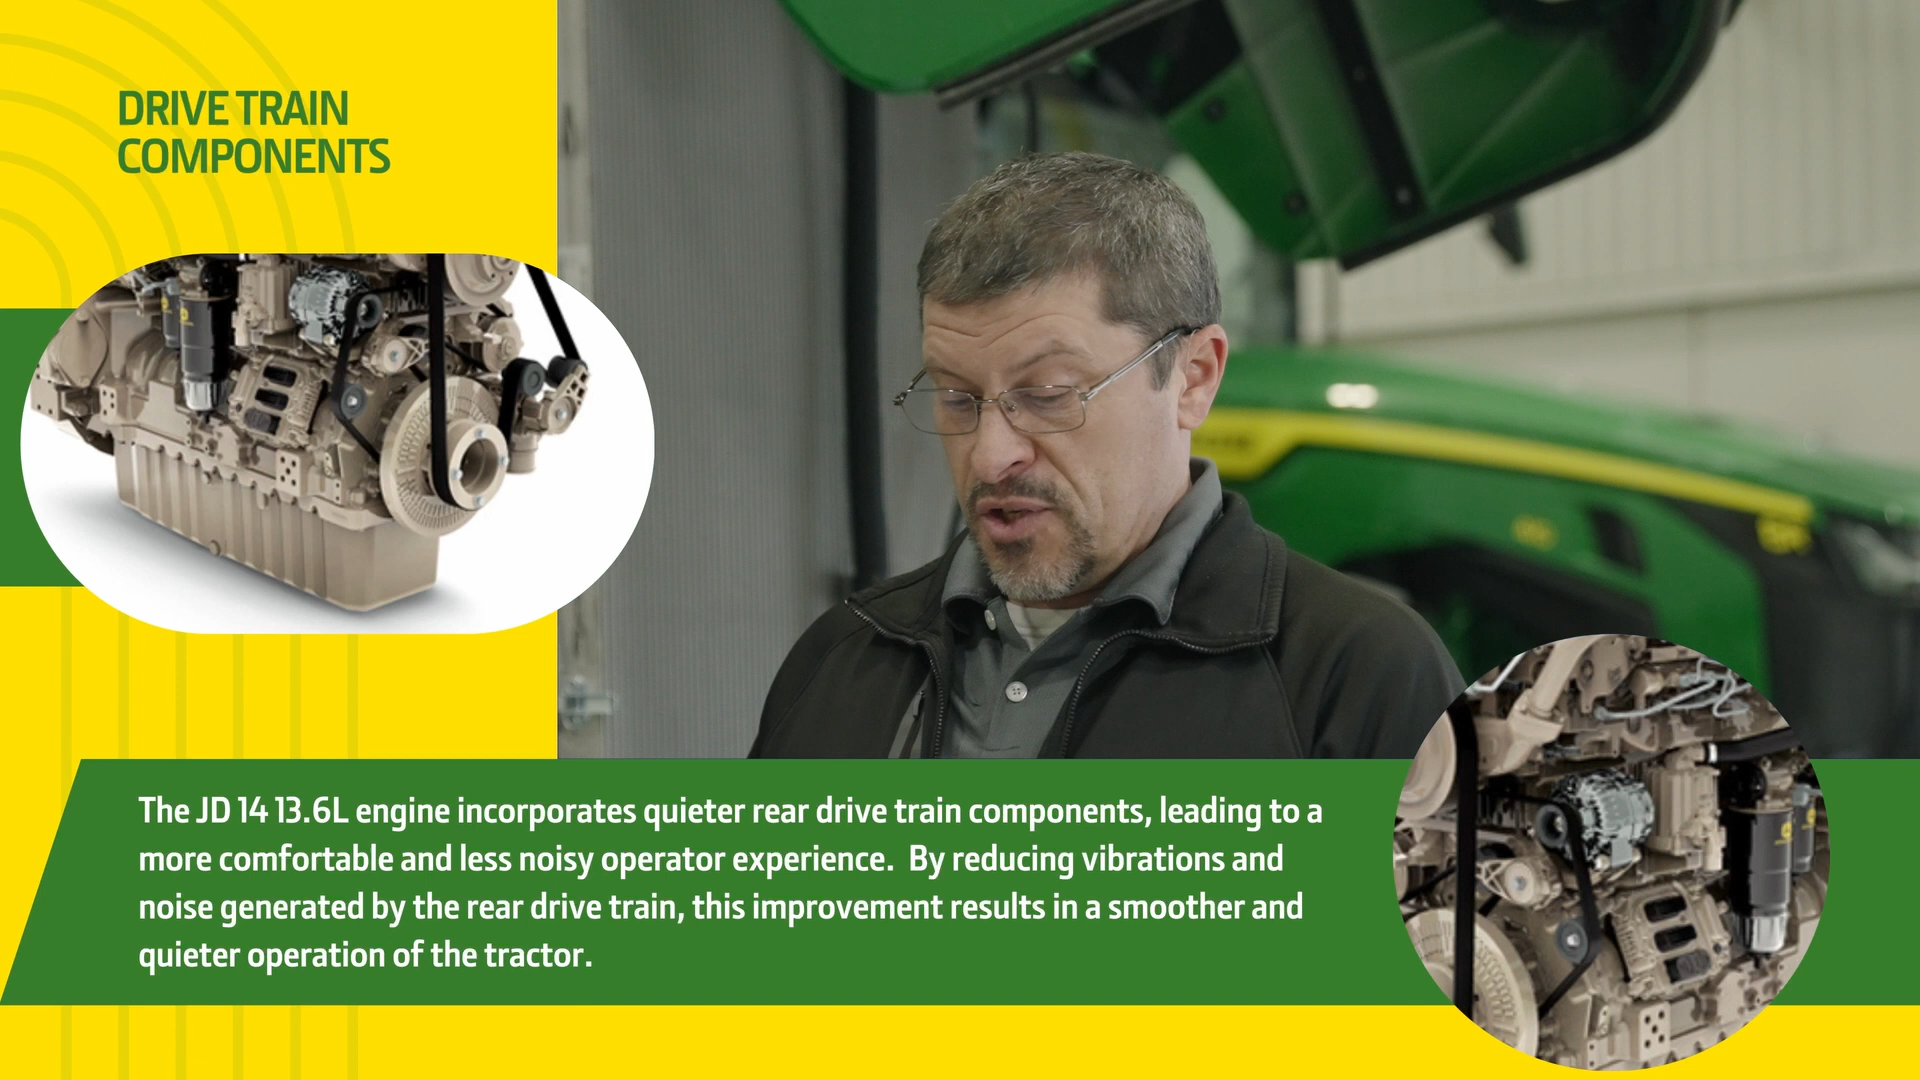 DRIVE TRAIN
COMPONENTS
The JD 14 13.6L engine incorporates quieter rear drive train components, leading to a
more comfortable and less noisy operator experience.  By reducing vibrations and
noise generated by the rear drive train, this improvement results in a smoother and
quieter operation of the tractor.